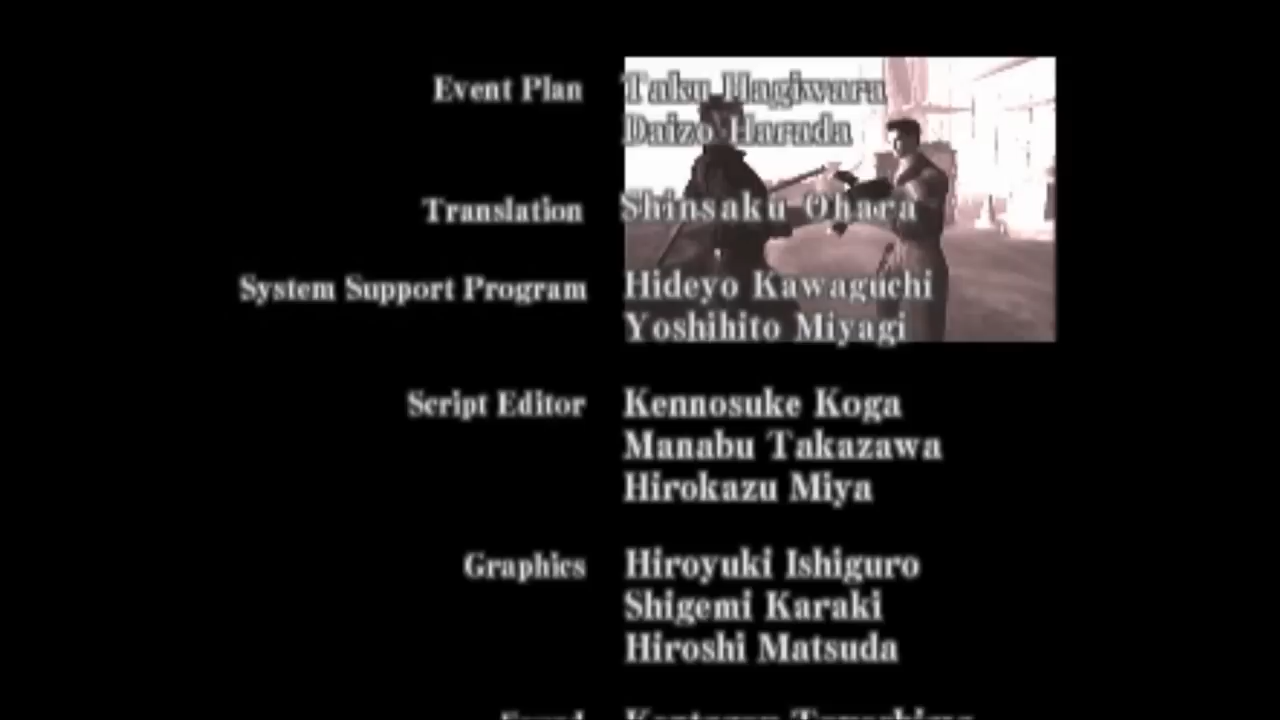 Event Plan Taku Hagiwara
Daizo Harada
Translation Shinsaku Ohara
System Support Program Hideyo Kawaguchi
Yoshihito Miyagi
Script Editor Kennosuke Koga
Manabu Takazawa
Hirokazu Miya
Graphics Hiroyuki Ishiguro
Shigemi Karaki
Hiroshi Matsuda